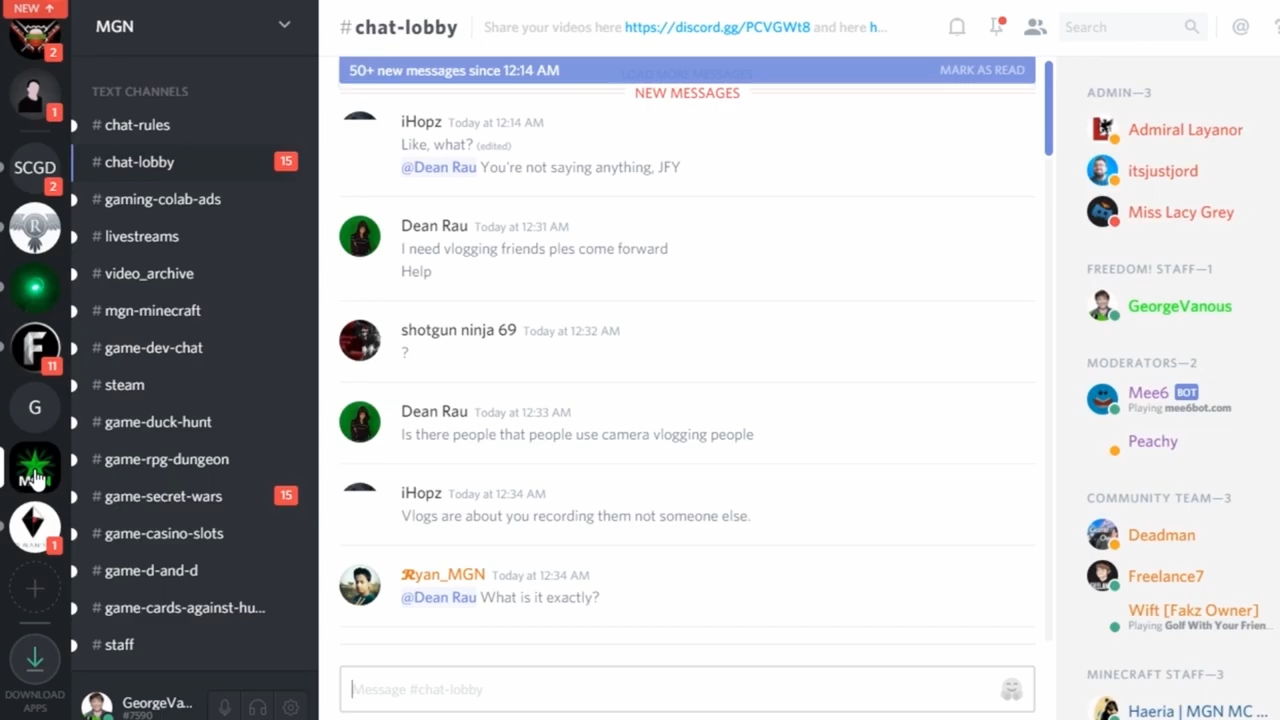 NEW ↑
2
1
SCGD
2
R
F
11
G
MGN
1
DOWNLOAD
APPS
MGN
TEXT CHANNELS
# chat-rules
# chat-lobby 15
# gaming-colab-ads
# livestreams
# video_archive
# mgn-minecraft
# game-dev-chat
# steam
# game-duck-hunt
# game-rpg-dungeon
# game-secret-wars 15
# game-casino-slots
# game-d-and-d
# game-cards-against-hu...
# staff
GeorgeVa...
#7590
# chat-lobby
Share your videos here https://discord.gg/PCVGWt8 and here h...
Search
@
?
50+ new messages since 12:14 AM
LOAD MORE MESSAGES
MARK AS READ
NEW MESSAGES
iHopz Today at 12:14 AM
Like, what? (edited)
@Dean Rau You're not saying anything, JFY
Dean Rau Today at 12:31 AM
I need vlogging friends ples come forward
Help
shotgun ninja 69 Today at 12:32 AM
?
Dean Rau Today at 12:33 AM
Is there people that people use camera vlogging people
iHopz Today at 12:34 AM
Vlogs are about you recording them not someone else.
𝓡yan_MGN Today at 12:34 AM
@Dean Rau What is it exactly?
Message #chat-lobby
ADMIN—3
Admiral Layanor
itsjustjord
Miss Lacy Grey
FREEDOM! STAFF—1
GeorgeVanous
MODERATORS—2
Mee6 BOT
Playing mee6bot.com
Peachy
COMMUNITY TEAM—3
Deadman
Freelance7
Wift [Fakz Owner]
Playing Golf With Your Frien...
MINECRAFT STAFF—3
Haeria | MGN MC ...